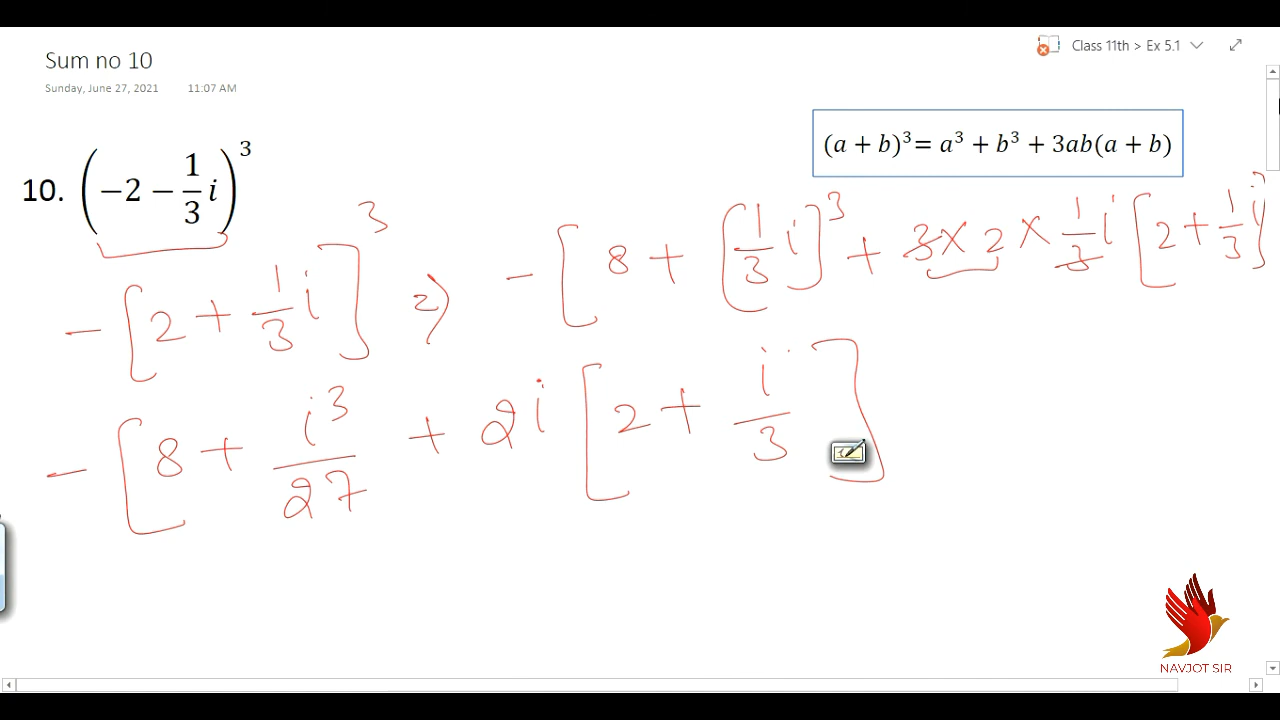 Sum no 10
Class 11th > Ex 5.1
Sunday, June 27, 2021 11:07 AM
(a + b)³= a³ + b³ + 3ab(a + b)
10. (−2 − 1/3 i)³
− [2 + 1/3 i]³ 2) − [8 + [1/3 i]³ + 3 × 2 × 1/3 i [2 + 1/3 i]
− [8 + i³/27 + 2i [2 + i/3]
NAVJOT SIR